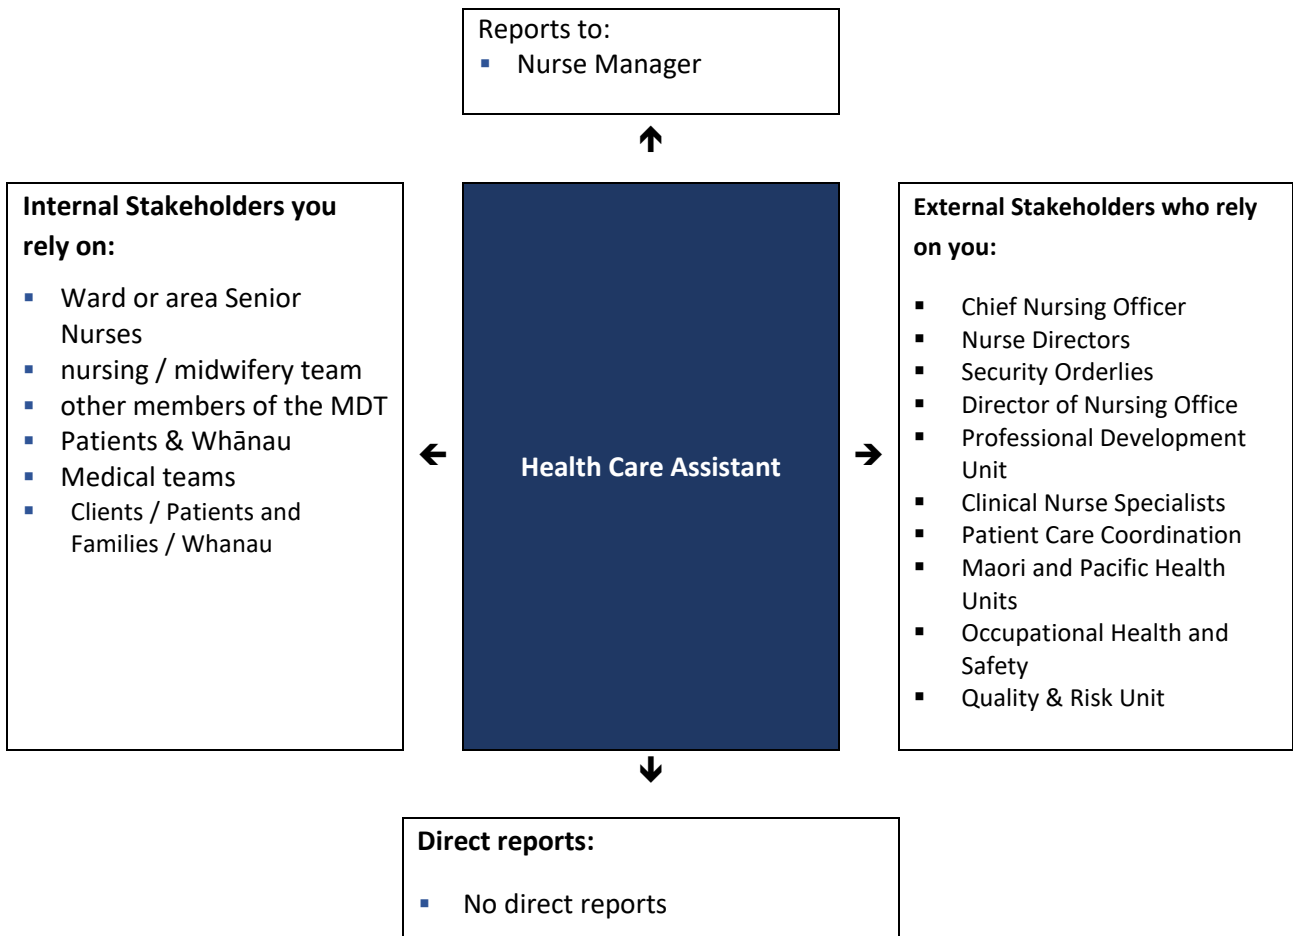 Reports to:
▪ Nurse Manager
Internal Stakeholders you
rely on:
▪ Ward or area Senior
Nurses
▪ nursing / midwifery team
▪ other members of the MDT
▪ Patients & Whānau
▪ Medical teams
▪ Clients / Patients and
Families / Whanau
Health Care Assistant
External Stakeholders who rely
on you:
▪ Chief Nursing Officer
▪ Nurse Directors
▪ Security Orderlies
▪ Director of Nursing Office
▪ Professional Development
Unit
▪ Clinical Nurse Specialists
▪ Patient Care Coordination
▪ Maori and Pacific Health
Units
▪ Occupational Health and
Safety
▪ Quality & Risk Unit
Direct reports:
▪ No direct reports